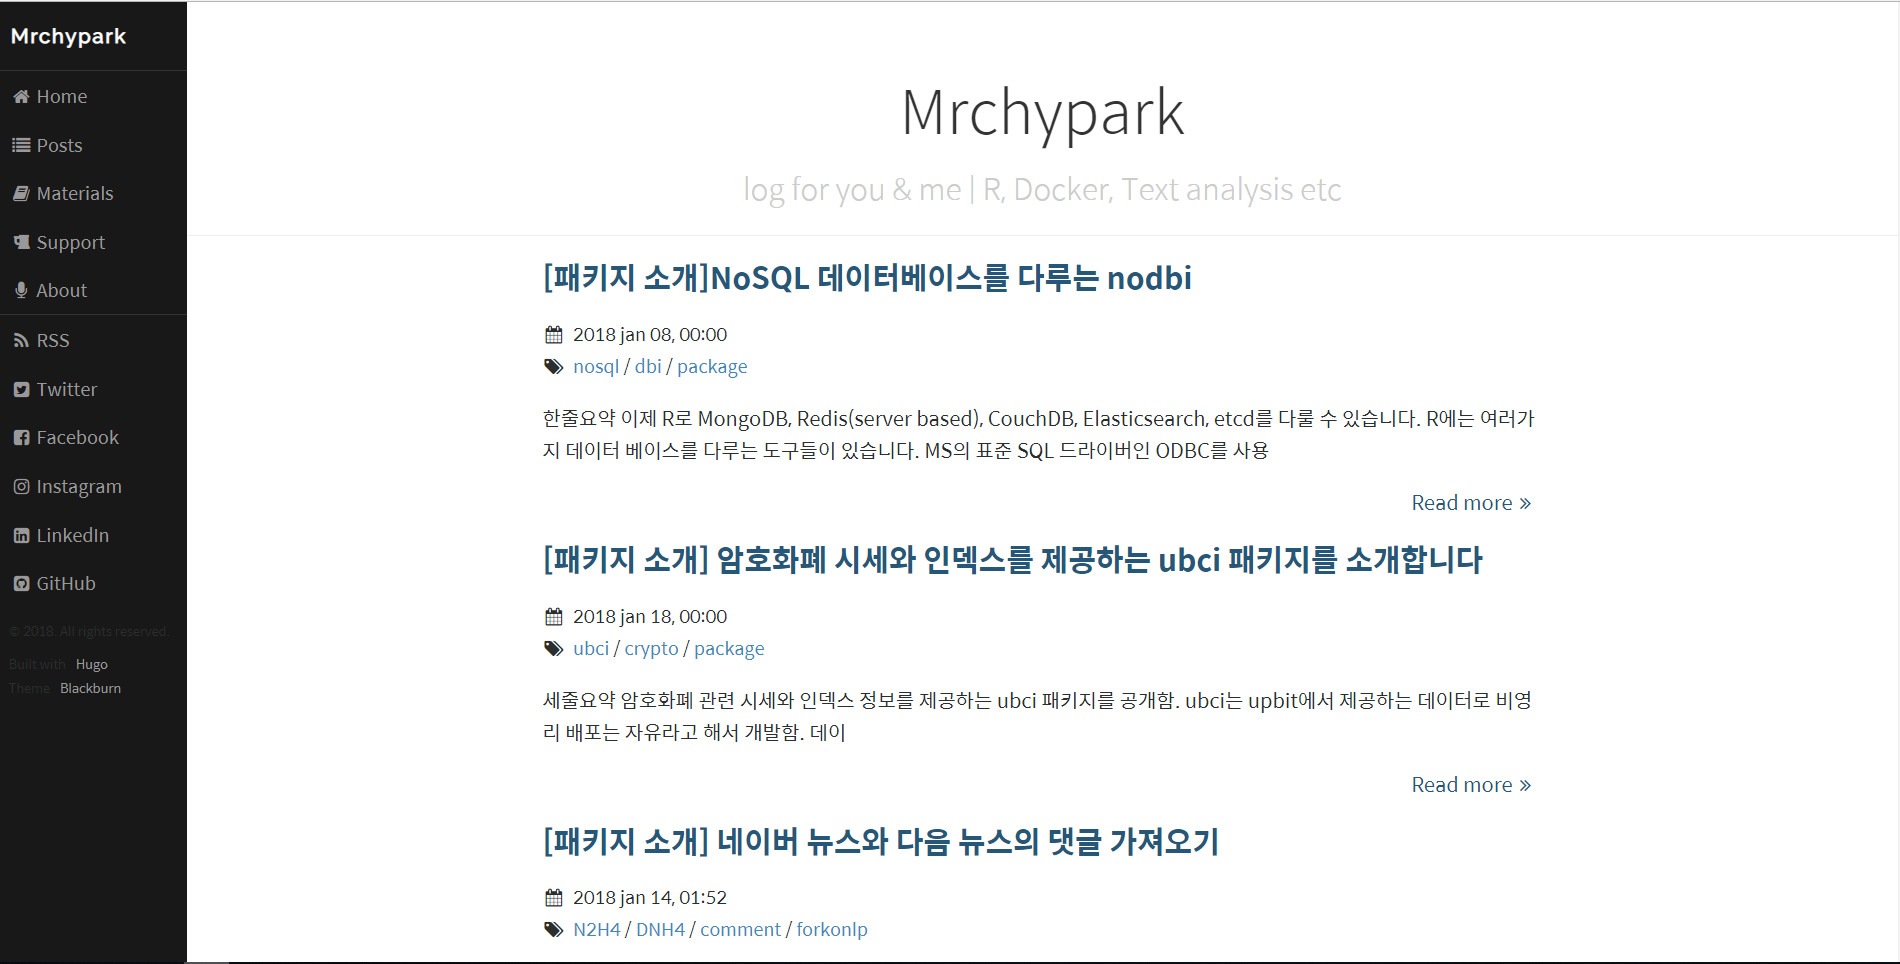 Mrchypark
Home
Posts
Materials
Support
About
RSS
Twitter
Facebook
Instagram
LinkedIn
GitHub
© 2018. All rights reserved.
Built with Hugo
Theme Blackburn
Mrchypark
log for you & me | R, Docker, Text analysis etc
[패키지 소개]NoSQL 데이터베이스를 다루는 nodbi
2018 jan 08, 00:00
nosql / dbi / package
한줄요약 이제 R로 MongoDB, Redis(server based), CouchDB, Elasticsearch, etcd를 다룰 수 있습니다. R에는 여러가
지 데이터 베이스를 다루는 도구들이 있습니다. MS의 표준 SQL 드라이버인 ODBC를 사용
Read more »
[패키지 소개] 암호화폐 시세와 인덱스를 제공하는 ubci 패키지를 소개합니다
2018 jan 18, 00:00
ubci / crypto / package
세줄요약 암호화폐 관련 시세와 인덱스 정보를 제공하는 ubci 패키지를 공개함. ubci는 upbit에서 제공하는 데이터로 비영
리 배포는 자유라고 해서 개발함. 데이
Read more »
[패키지 소개] 네이버 뉴스와 다음 뉴스의 댓글 가져오기
2018 jan 14, 01:52
N2H4 / DNH4 / comment / forkonlp